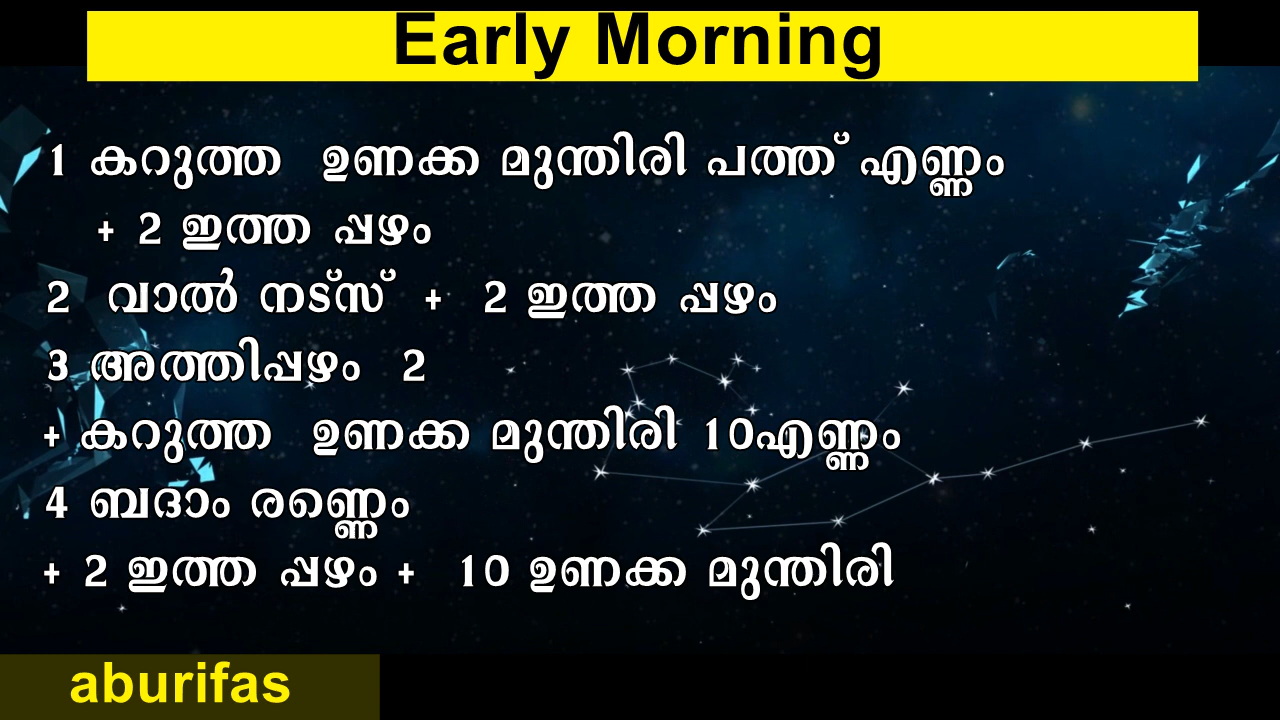 Early Morning
1 കറുത്ത ഉണക്ക മുന്തിരി പത്ത് എണ്ണം
+ 2 ഇത്ത പ്പഴം
2 വാൽ നട്സ് + 2 ഇത്ത പ്പഴം
3 അത്തിപ്പഴം 2
+ കറുത്ത ഉണക്ക മുന്തിരി 10എണ്ണം
4 ബദാം രണ്ണെം
+ 2 ഇത്ത പ്പഴം + 10 ഉണക്ക മുന്തിരി
aburifas